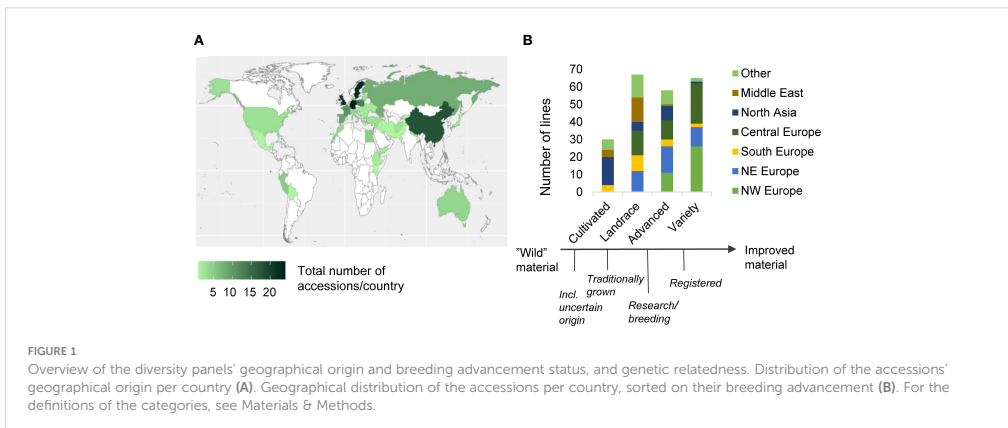 A
B
5 10 15 20
Total number of
accessions/country
Number of lines
70
60
50
40
30
20
10
0
Cultivated
Landrace
Advanced
Variety
Other
Middle East
North Asia
Central Europe
South Europe
NE Europe
NW Europe
"Wild"
material
Improved
material
Incl.
uncertain
origin
Traditionally
grown
Research/
breeding
Registered
FIGURE 1
Overview of the diversity panels' geographical origin and breeding advancement status, and genetic relatedness. Distribution of the accessions'
geographical origin per country (A). Geographical distribution of the accessions per country, sorted on their breeding advancement (B). For the
definitions of the categories, see Materials & Methods.